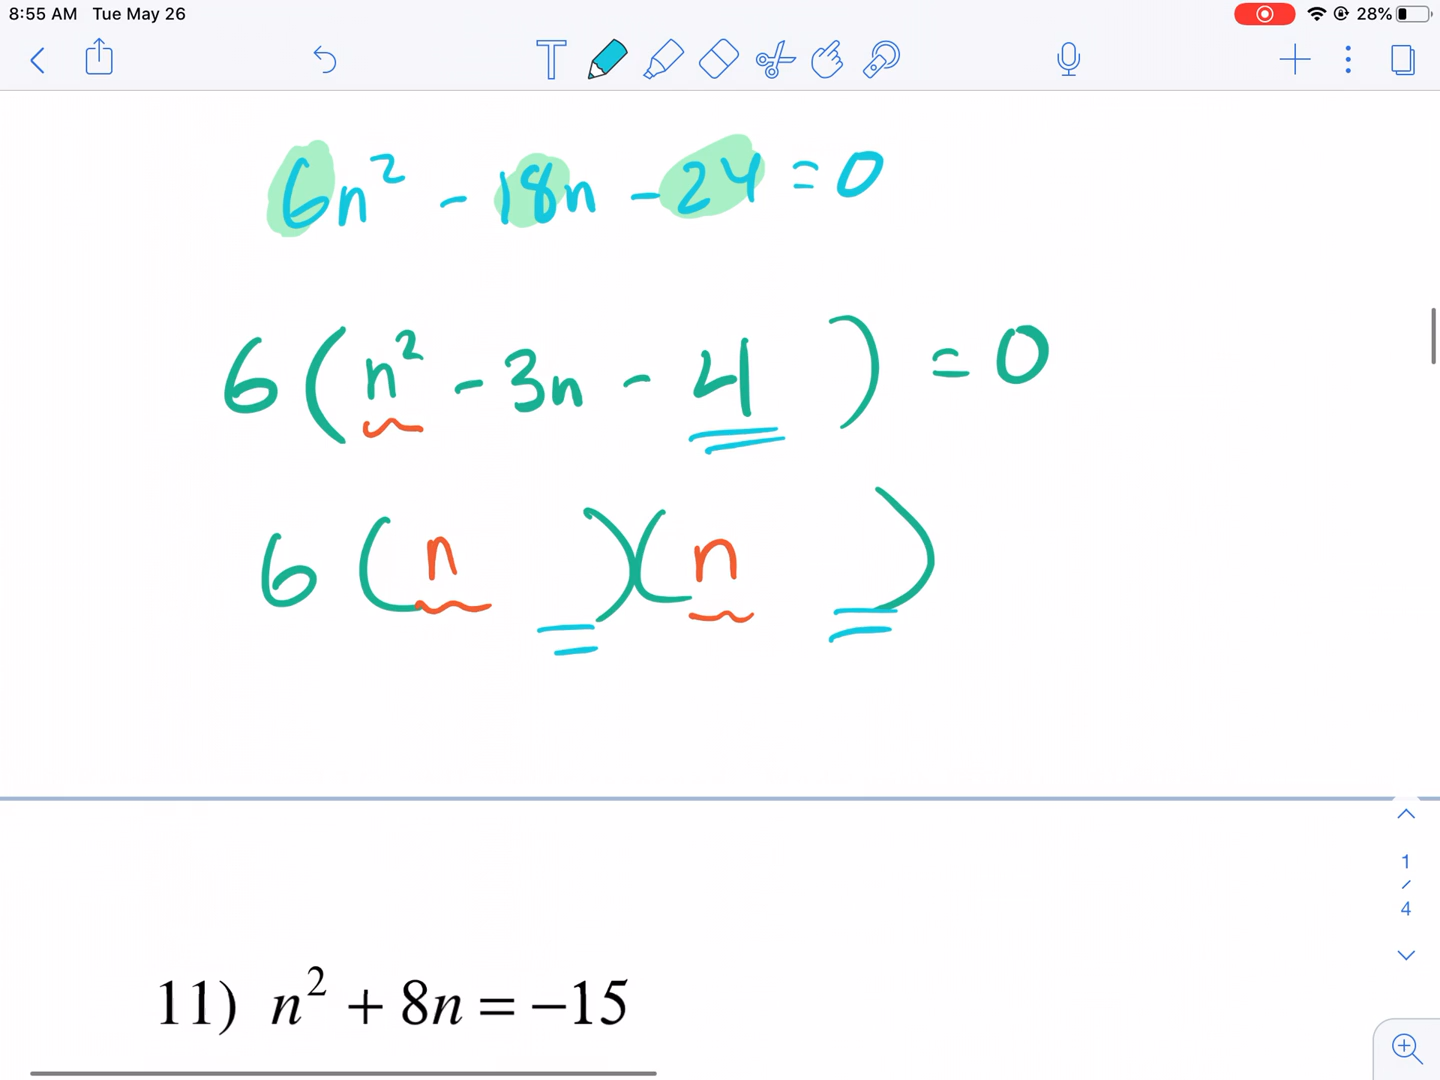 8:55 AM Tue May 26 28%
6n² - 18n - 24 = 0
6(n² - 3n - 4) = 0
6(n )(n )
1
/
4
11) n² + 8n = −15